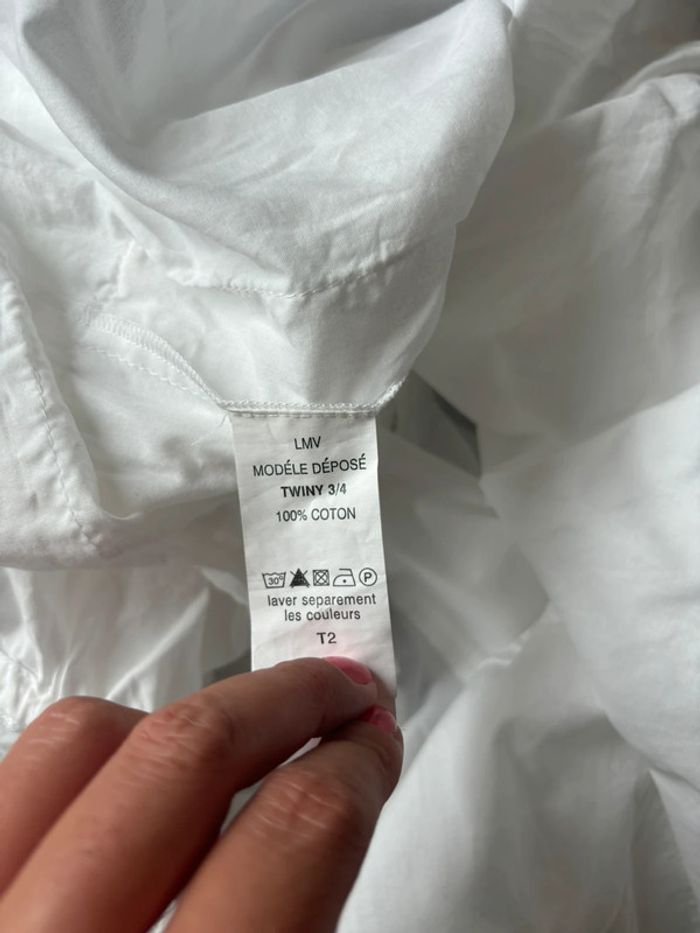 LMV
MODÉLE DÉPOSÉ
TWINY 3/4
100% COTON
30° P
laver separement
les couleurs
T2